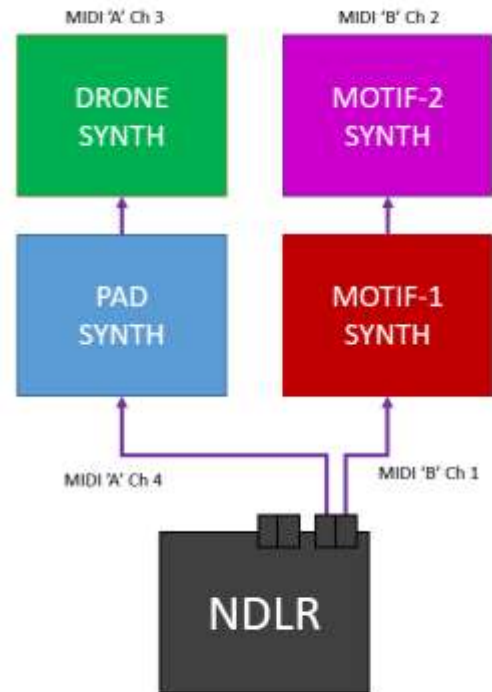 MIDI ‘A’ Ch 3
MIDI ‘B’ Ch 2
DRONE
SYNTH
MOTIF-2
SYNTH
PAD
SYNTH
MOTIF-1
SYNTH
MIDI ‘A’ Ch 4
MIDI ‘B’ Ch 1
NDLR